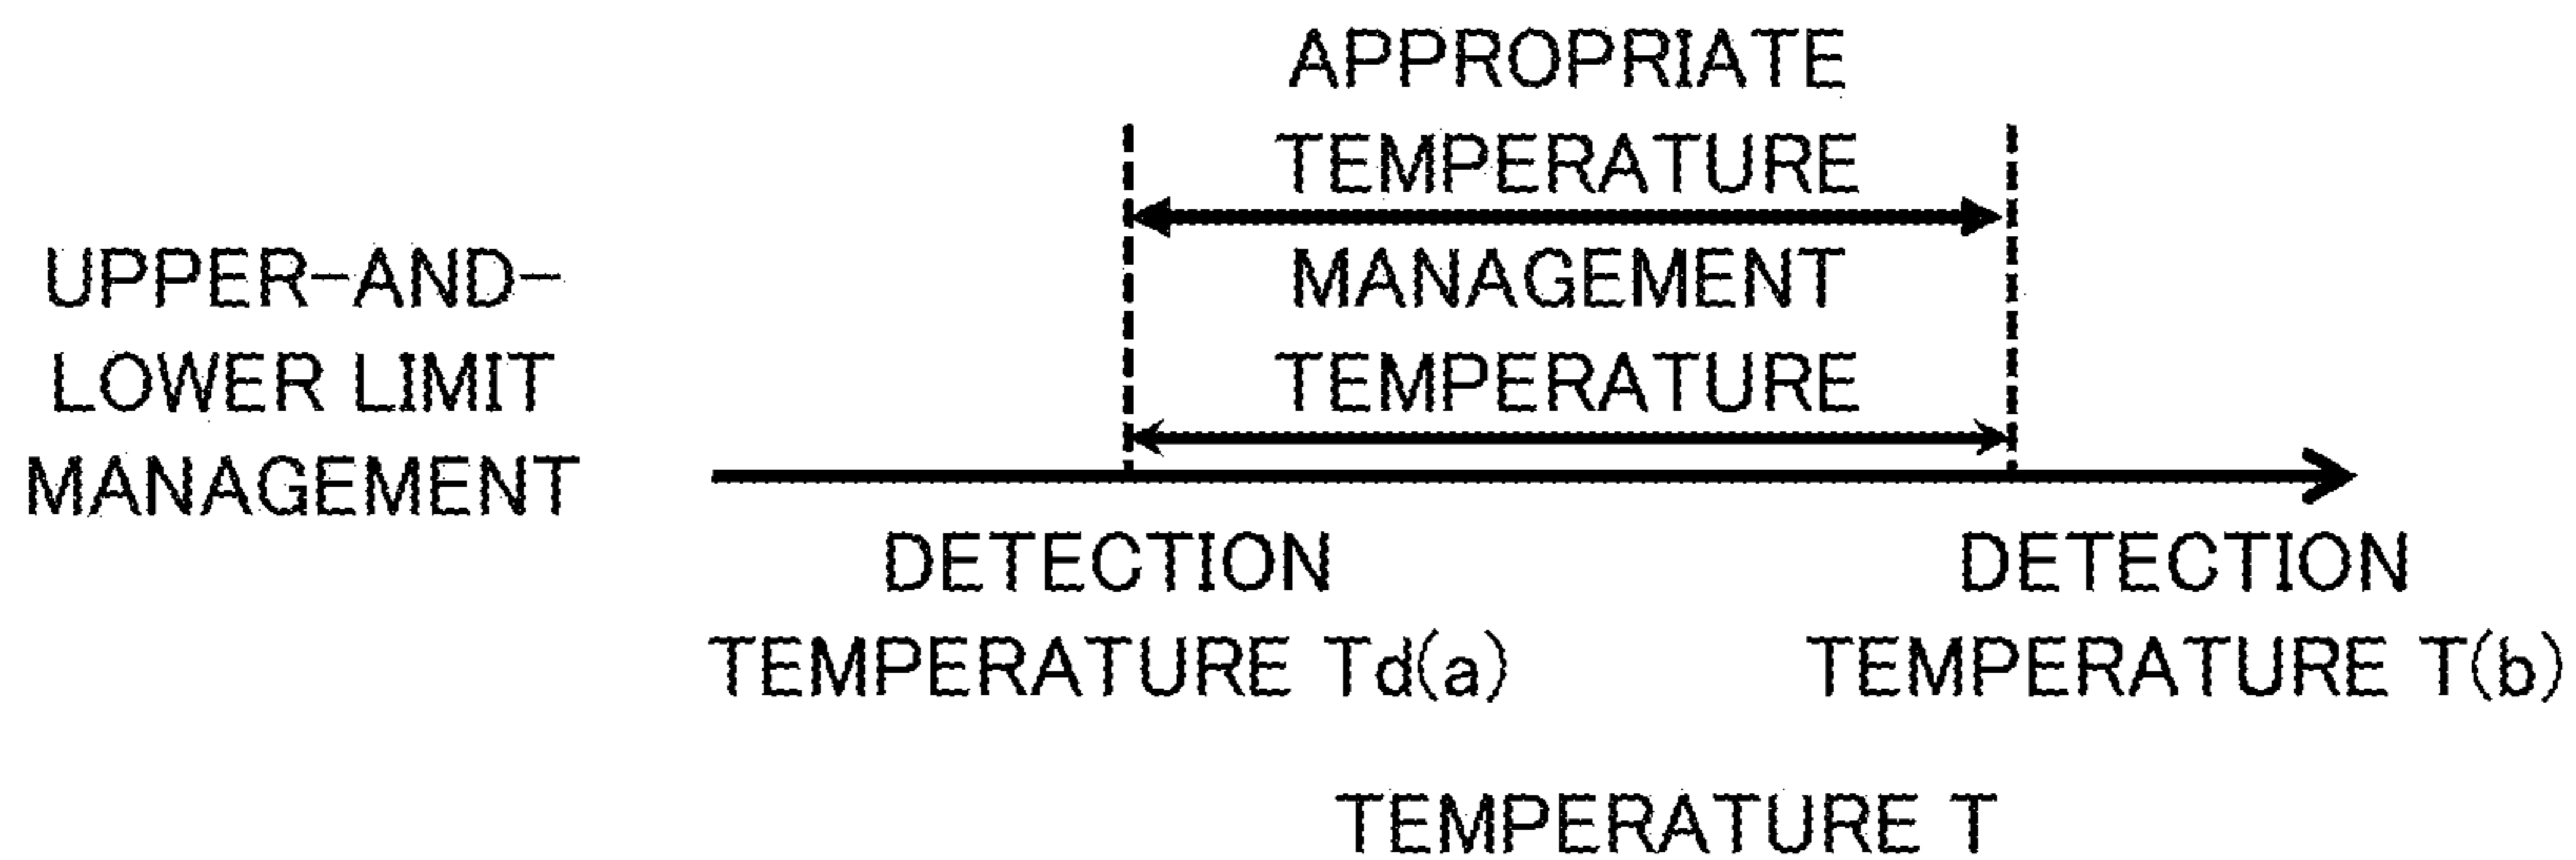 APPROPRIATE
TEMPERATURE
MANAGEMENT
TEMPERATURE
UPPER-AND-
LOWER LIMIT
MANAGEMENT
DETECTION
TEMPERATURE Td(a)
DETECTION
TEMPERATURE T(b)
TEMPERATURE T